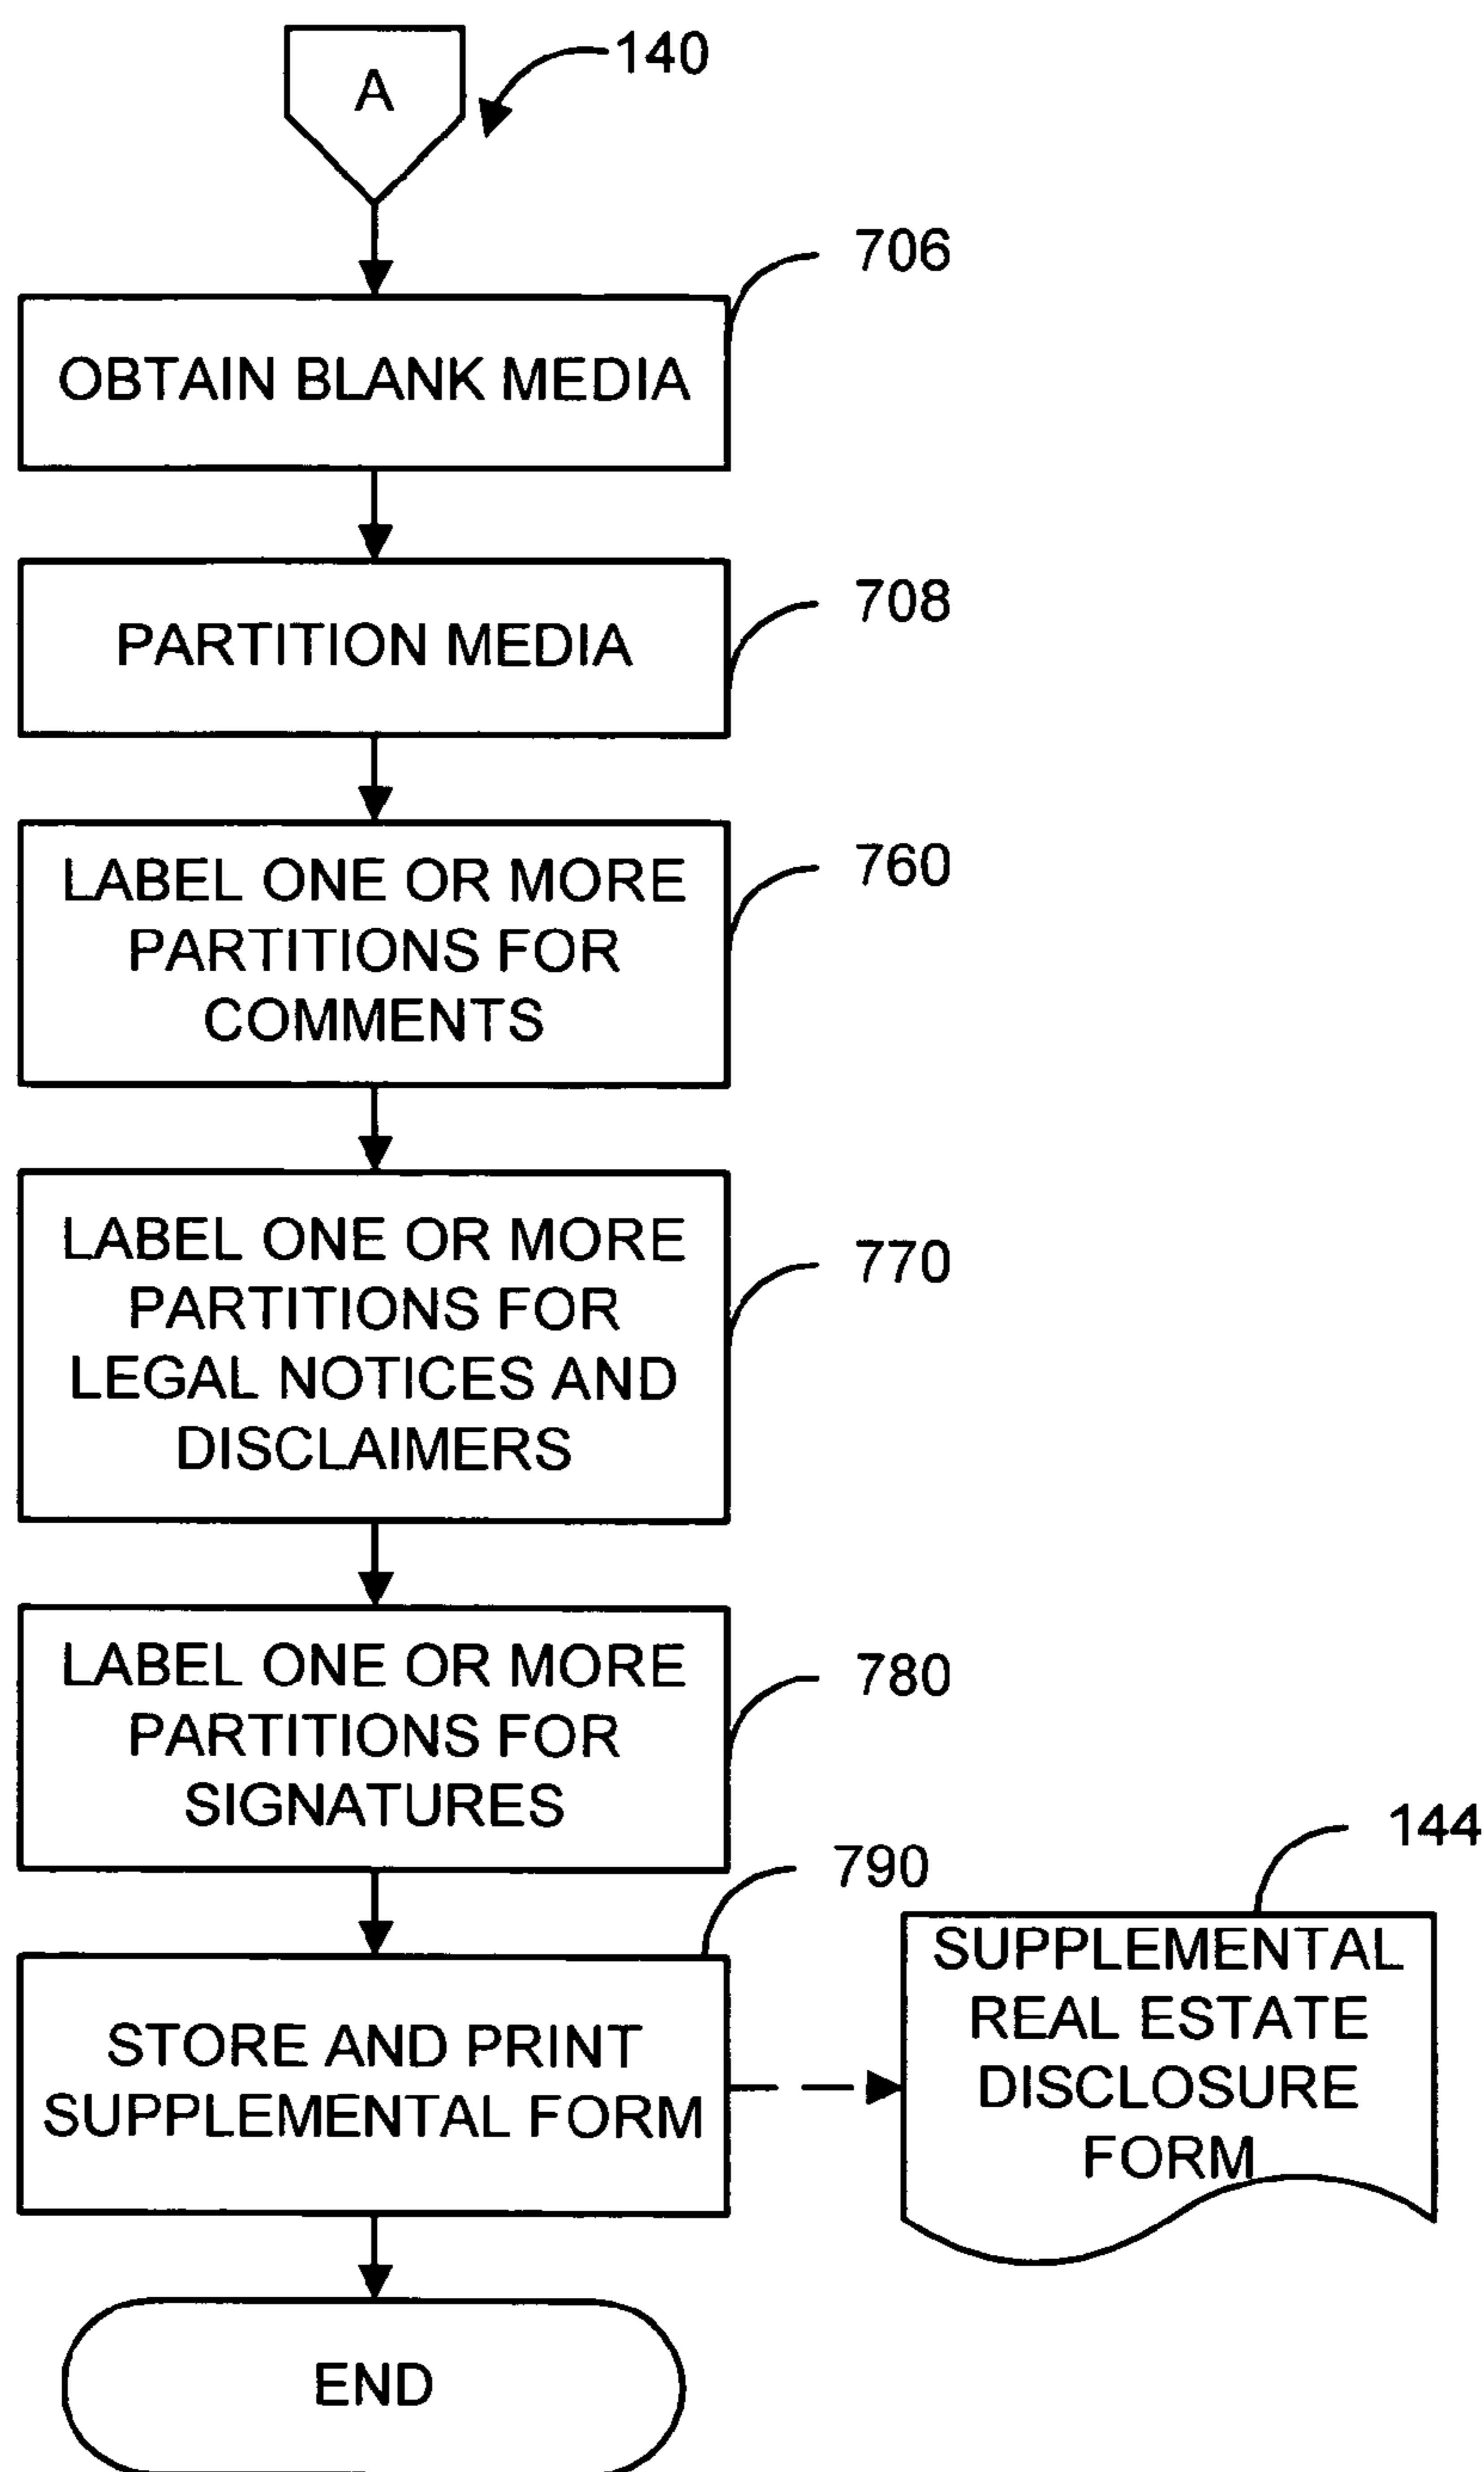 A
140
706
OBTAIN BLANK MEDIA
708
PARTITION MEDIA
760
LABEL ONE OR MORE
PARTITIONS FOR
COMMENTS
770
LABEL ONE OR MORE
PARTITIONS FOR
LEGAL NOTICES AND
DISCLAIMERS
780
LABEL ONE OR MORE
PARTITIONS FOR
SIGNATURES
790
STORE AND PRINT
SUPPLEMENTAL FORM
144
SUPPLEMENTAL
REAL ESTATE
DISCLOSURE
FORM
END